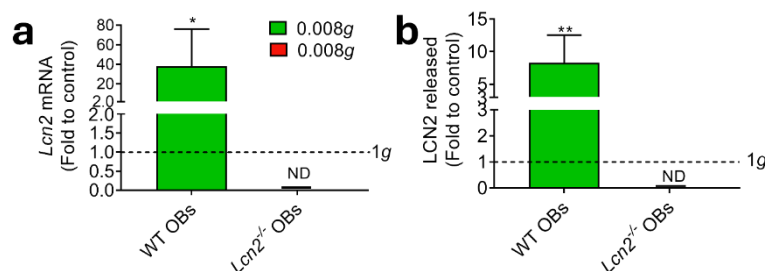 a
Lcn2 mRNA
(Fold to control)
80
60
40
20
2.0
2.0
1.5
1.0
0.5
0.0
*
0.008g
0.008g
1g
ND
WT OBs
Lcn2-/- OBs
b
LCN2 released
(Fold to control)
15
10
5
3
3
2
1
0
**
1g
ND
WT OBs
Lcn2-/- OBs